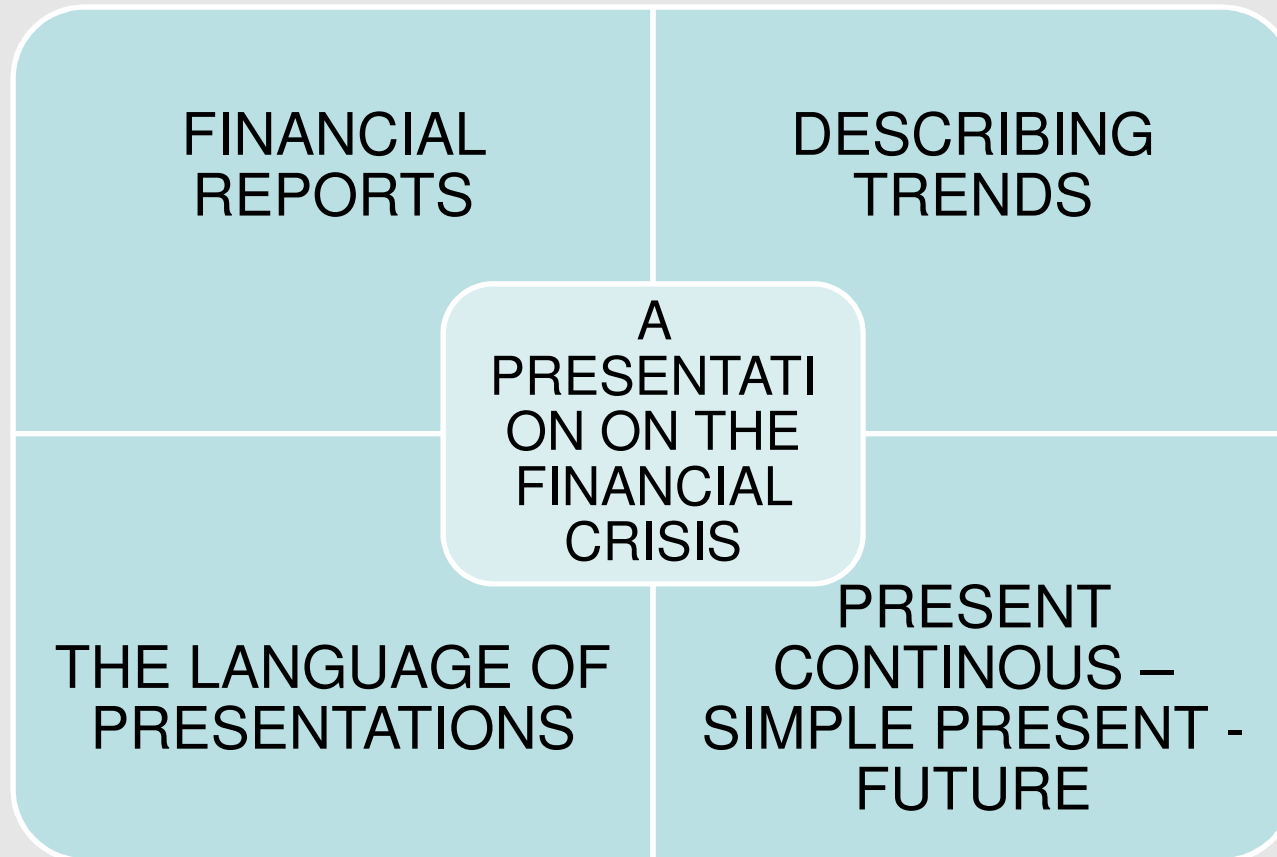 FINANCIAL
REPORTS
DESCRIBING
TRENDS
A
PRESENTATI
ON ON THE
FINANCIAL
CRISIS
THE LANGUAGE OF
PRESENTATIONS
PRESENT
CONTINOUS –
SIMPLE PRESENT -
FUTURE